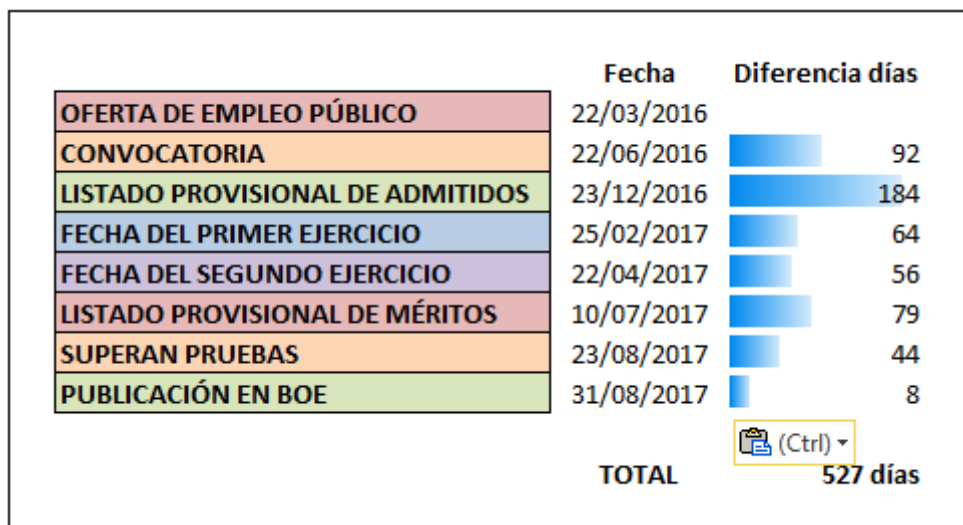 Fecha Diferencia días
OFERTA DE EMPLEO PÚBLICO 22/03/2016
CONVOCATORIA 22/06/2016 92
LISTADO PROVISIONAL DE ADMITIDOS 23/12/2016 184
FECHA DEL PRIMER EJERCICIO 25/02/2017 64
FECHA DEL SEGUNDO EJERCICIO 22/04/2017 56
LISTADO PROVISIONAL DE MÉRITOS 10/07/2017 79
SUPERAN PRUEBAS 23/08/2017 44
PUBLICACIÓN EN BOE 31/08/2017 8
(Ctrl)
TOTAL 527 días